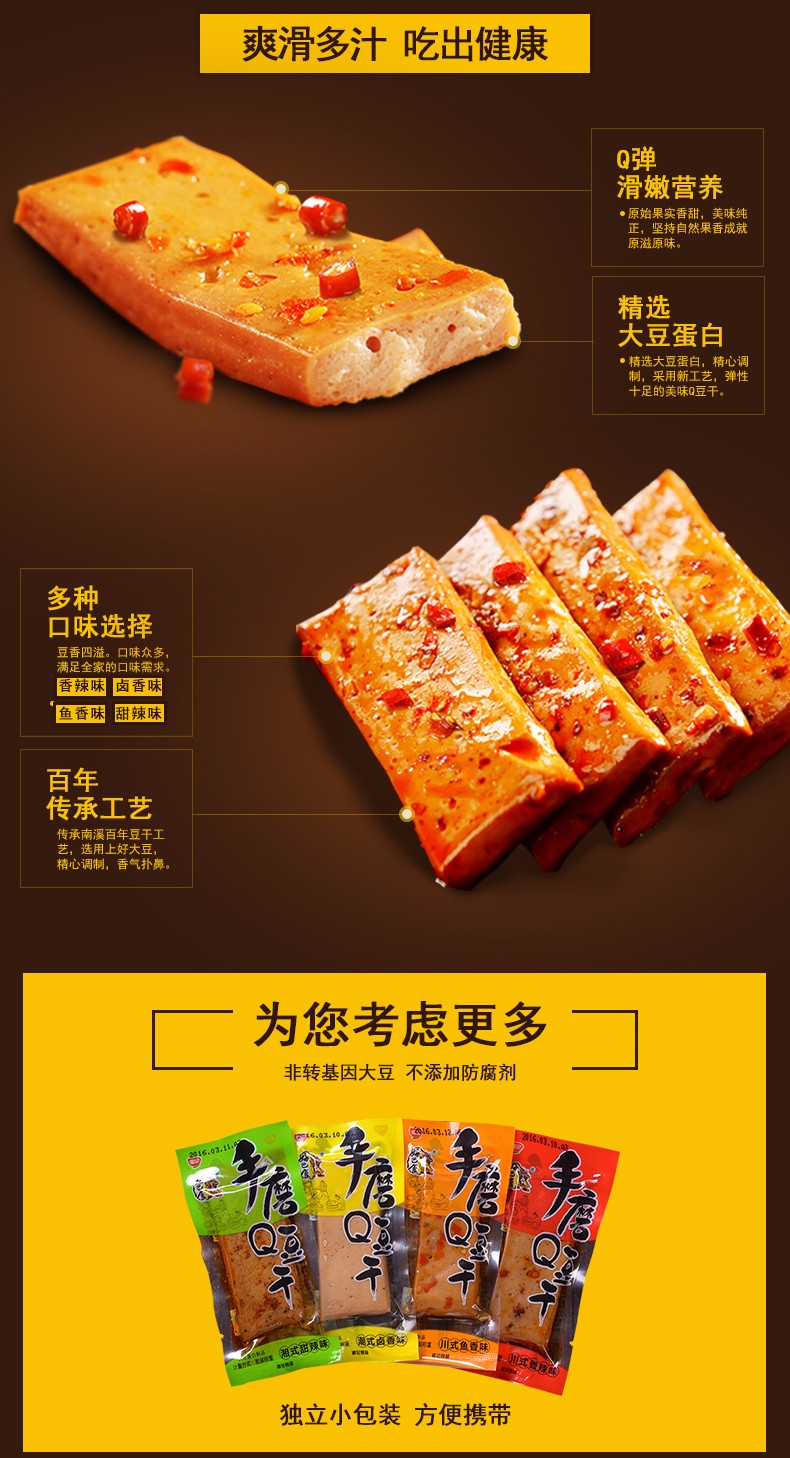 爽滑多汁 吃出健康
Q弹
滑嫩营养
原始果实香甜，美味纯
正，坚持自然果香成就
原滋原味。
精选
大豆蛋白
精选大豆蛋白，精心调
制，采用新工艺，弹性
十足的美味Q豆干。
多种
口味选择
豆香四溢。口味众多，
满足全家的口味需求。
香辣味 卤香味
鱼香味 甜辣味
百年
传承工艺
传承南溪百年豆干工
艺，选用上好大豆，
精心调制，香气扑鼻。
为您考虑更多
非转基因大豆 不添加防腐剂
手磨
Q豆干
湘式甜辣味
手磨
Q豆干
湘式卤香味
手磨
Q豆干
川式鱼香味
手磨
Q豆干
川式香辣味
独立小包装 方便携带